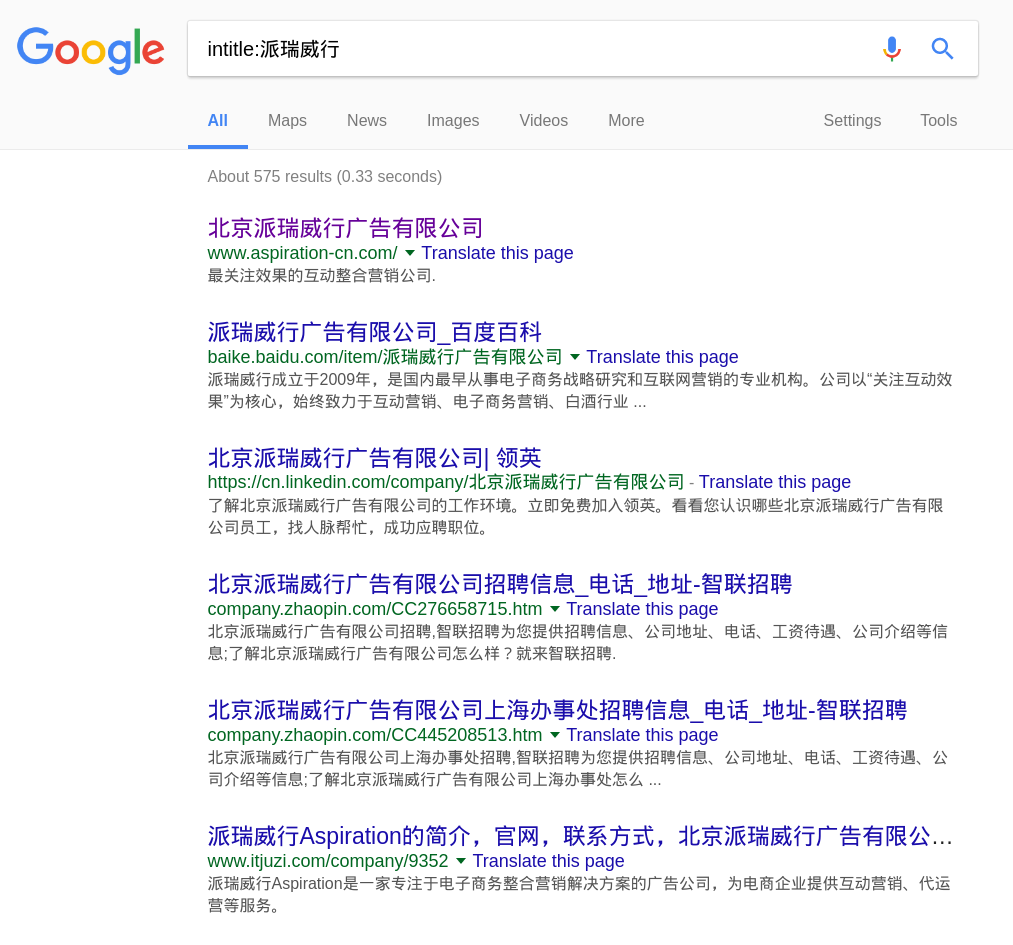 Google
intitle:派瑞威行
All Maps News Images Videos More Settings Tools
About 575 results (0.33 seconds)
北京派瑞威行广告有限公司
www.aspiration-cn.com/ Translate this page
最关注效果的互动整合营销公司.
派瑞威行广告有限公司_百度百科
baike.baidu.com/item/派瑞威行广告有限公司 Translate this page
派瑞威行成立于2009年，是国内最早从事电子商务战略研究和互联网营销的专业机构。公司以“关注互动效
果”为核心，始终致力于互动营销、电子商务营销、白酒行业 ...
北京派瑞威行广告有限公司| 领英
https://cn.linkedin.com/company/北京派瑞威行广告有限公司 - Translate this page
了解北京派瑞威行广告有限公司的工作环境。立即免费加入领英。看看您认识哪些北京派瑞威行广告有限
公司员工，找人脉帮忙，成功应聘职位。
北京派瑞威行广告有限公司招聘信息_电话_地址-智联招聘
company.zhaopin.com/CC276658715.htm Translate this page
北京派瑞威行广告有限公司招聘,智联招聘为您提供招聘信息、公司地址、电话、工资待遇、公司介绍等信
息;了解北京派瑞威行广告有限公司怎么样？就来智联招聘.
北京派瑞威行广告有限公司上海办事处招聘信息_电话_地址-智联招聘
company.zhaopin.com/CC445208513.htm Translate this page
北京派瑞威行广告有限公司上海办事处招聘,智联招聘为您提供招聘信息、公司地址、电话、工资待遇、公
司介绍等信息;了解北京派瑞威行广告有限公司上海办事处怎么 ...
派瑞威行Aspiration的简介，官网，联系方式，北京派瑞威行广告有限公...
www.itjuzi.com/company/9352 Translate this page
派瑞威行Aspiration是一家专注于电子商务整合营销解决方案的广告公司，为电商企业提供互动营销、代运
营等服务。